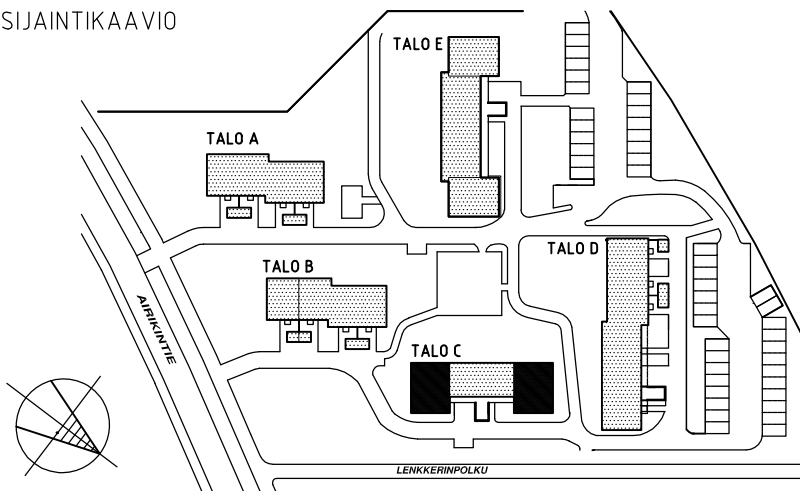 SIJAINTIKAAVIO
TALO E
TALO A
TALO D
TALO B
AIRIKINTIE
TALO C
LENKKERINPOLKU